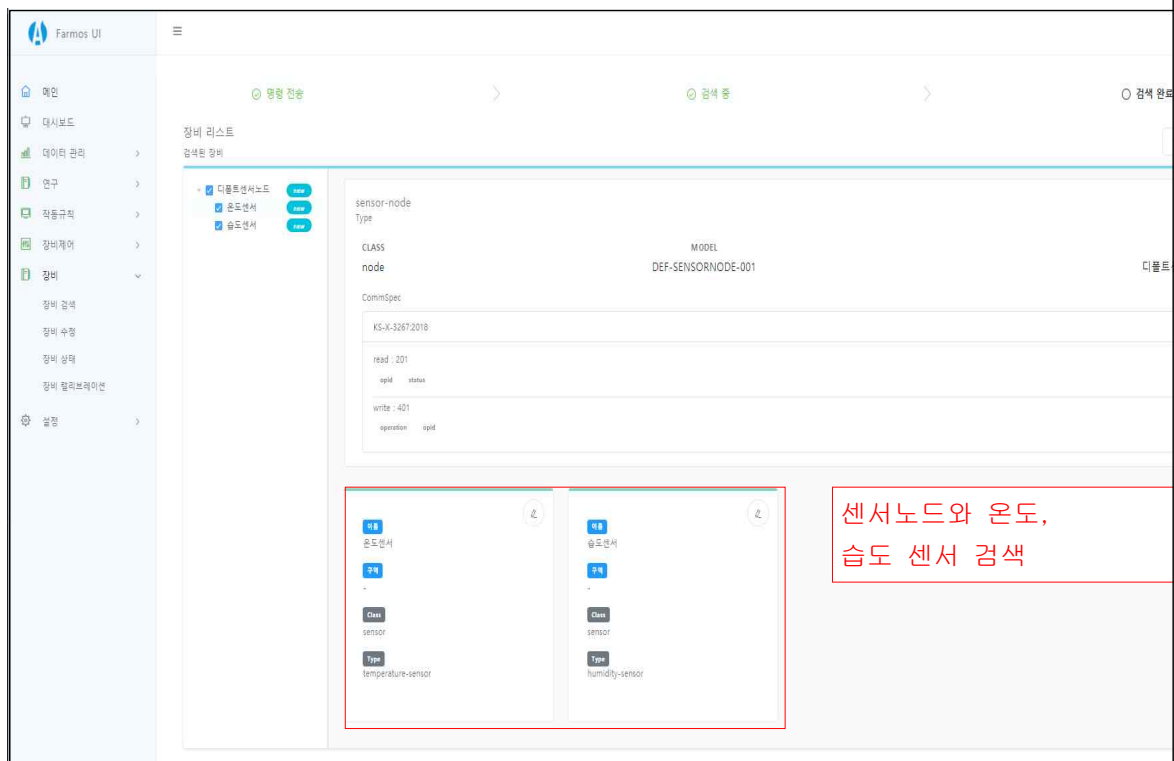 Farmos UI
메인
대시보드
데이터 관리
연구
작동규칙
장비제어
장비
장비 검색
장비 수정
장비 상태
장비 캘리브레이션
설정
명령 전송
검색 중
검색 완료
장비 리스트
검색된 장비
디폴트센서노드 new
온도센서 new
습도센서 new
sensor-node
Type
CLASS MODEL
node DEF-SENSORNODE-001 디폴트
CommSpec
KS-X-3267:2018
read : 201
opid status
write : 401
operation opid
이름
온도센서
구역
-
Class
sensor
Type
temperature-sensor
이름
습도센서
구역
-
Class
sensor
Type
humidity-sensor
센서노드와 온도,
습도 센서 검색